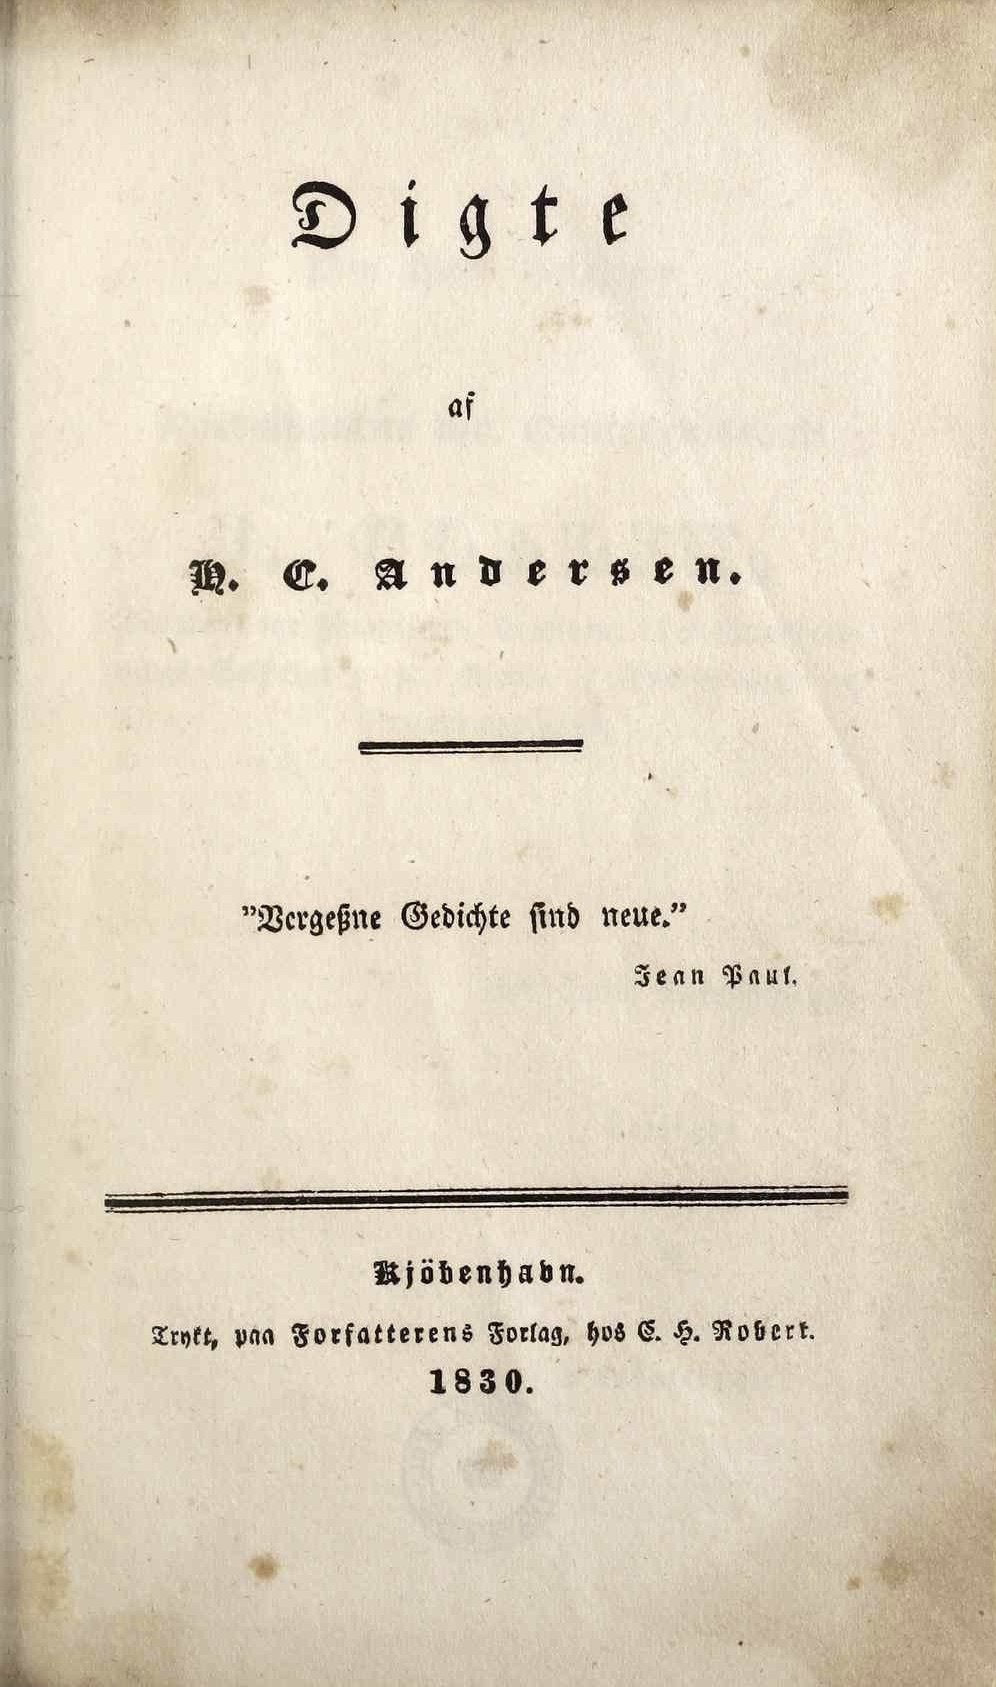 Digte
af
H. C. Andersen.
"Vergeßne Gedichte sind neue."
Jean Paul.
Kjöbenhavn.
Trykt, paa Forfatterens Forlag, hos C. H. Robert.
1830.